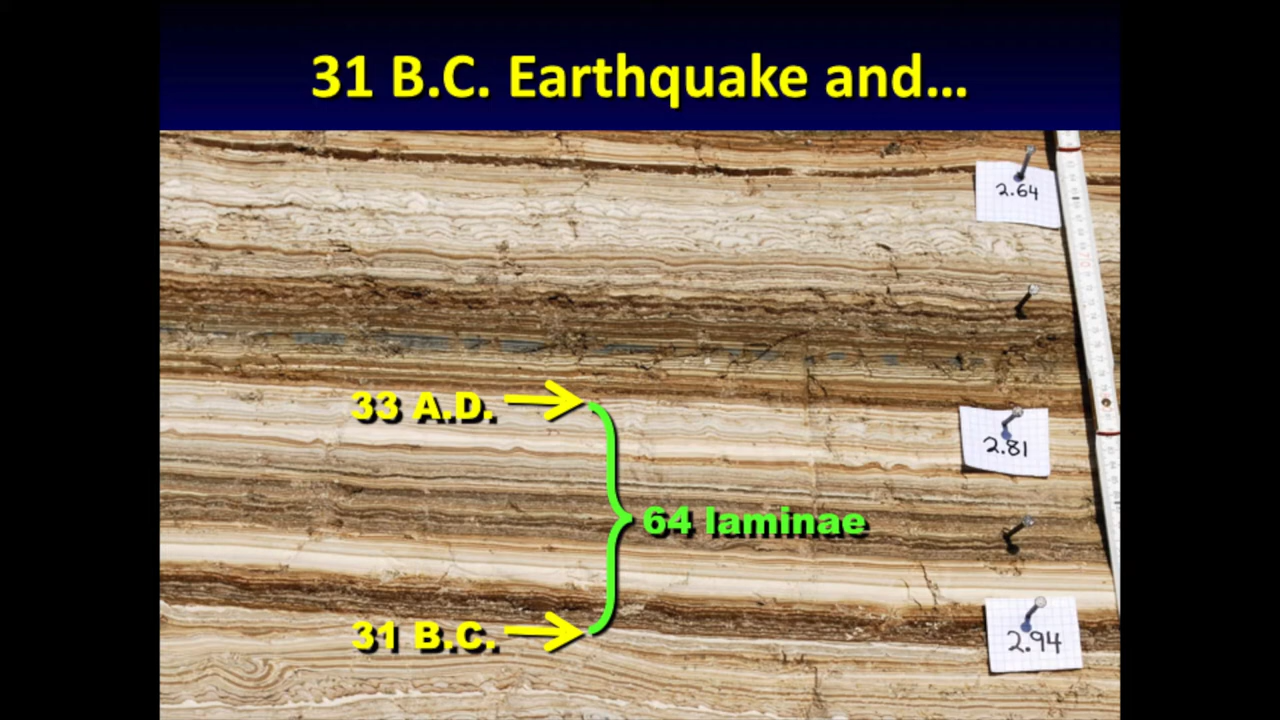 31 B.C. Earthquake and...
2.64
33 A.D.
2.81
64 laminae
31 B.C.
2.94